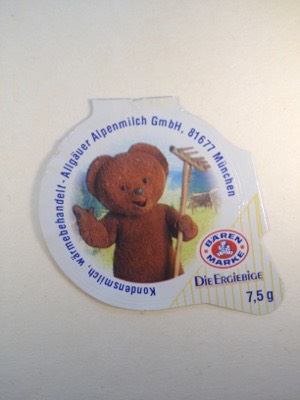 Kondensmilch, wärmebehandelt - Allgäuer Alpenmilch GmbH, 81677 München
BÄREN
MARKE
DIE ERGIEBIGE
7,5 g